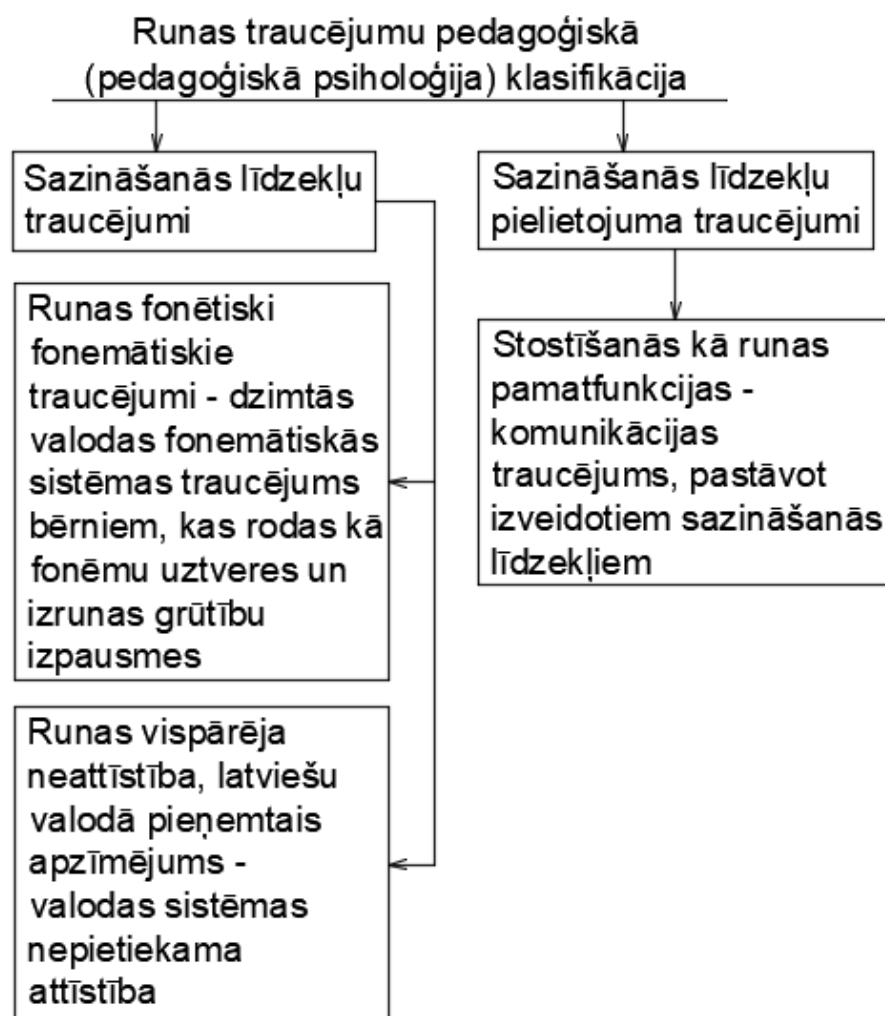 Runas traucējumu pedagoģiskā
(pedagoģiskā psiholoģija) klasifikācija
Sazināšanās līdzekļu
traucējumi
Sazināšanās līdzekļu
pielietojuma traucējumi
Runas fonētiski
fonemātiskie
traucējumi - dzimtās
valodas fonemātiskās
sistēmas traucējums
bērniem, kas rodas kā
fonēmu uztveres un
izrunas grūtību
izpausmes
Stostīšanās kā runas
pamatfunkcijas -
komunikācijas
traucējums, pastāvot
izveidotiem sazināšanās
līdzekļiem
Runas vispārēja
neattīstība, latviešu
valodā pieņemtais
apzīmējums -
valodas sistēmas
nepietiekama
attīstība